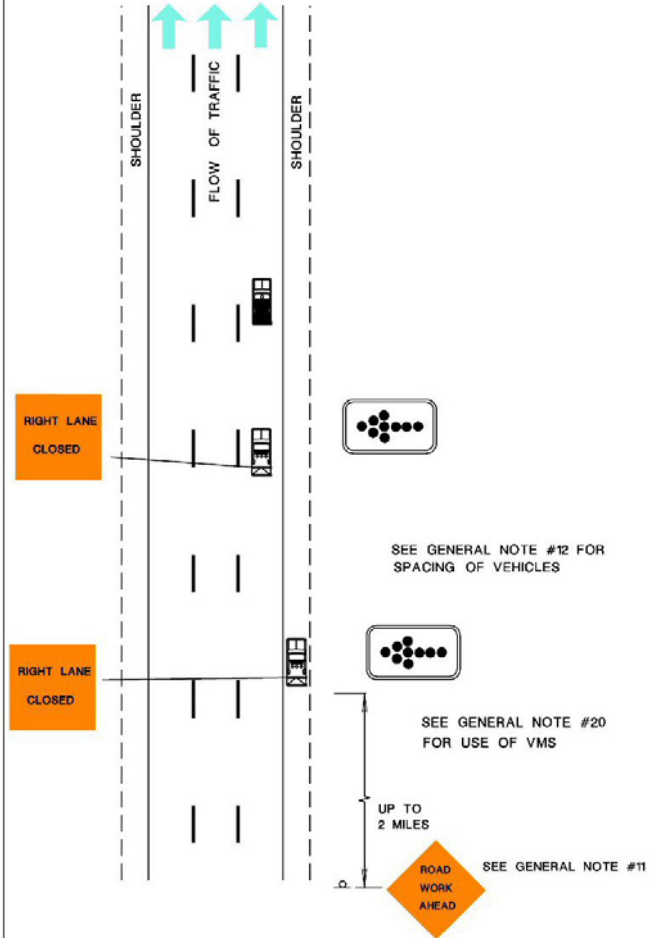 SHOULDER
FLOW OF TRAFFIC
SHOULDER
RIGHT LANE
CLOSED
SEE GENERAL NOTE #12 FOR
SPACING OF VEHICLES
RIGHT LANE
CLOSED
SEE GENERAL NOTE #20
FOR USE OF VMS
UP TO
2 MILES
ROAD
WORK
AHEAD
SEE GENERAL NOTE #11